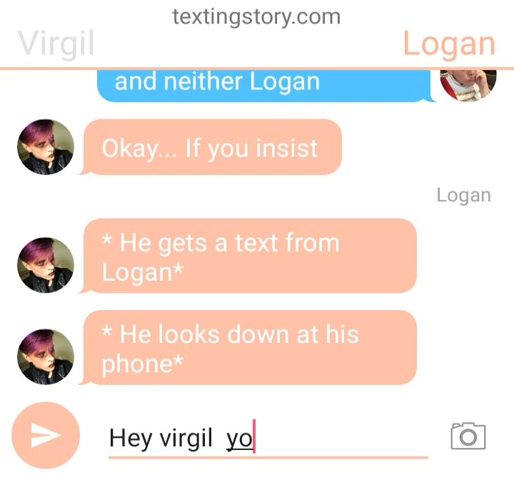 textingstory.com
Virgil
Logan
and neither Logan
Okay... If you insist
Logan
* He gets a text from
Logan*
* He looks down at his
phone*
Hey virgil  yo